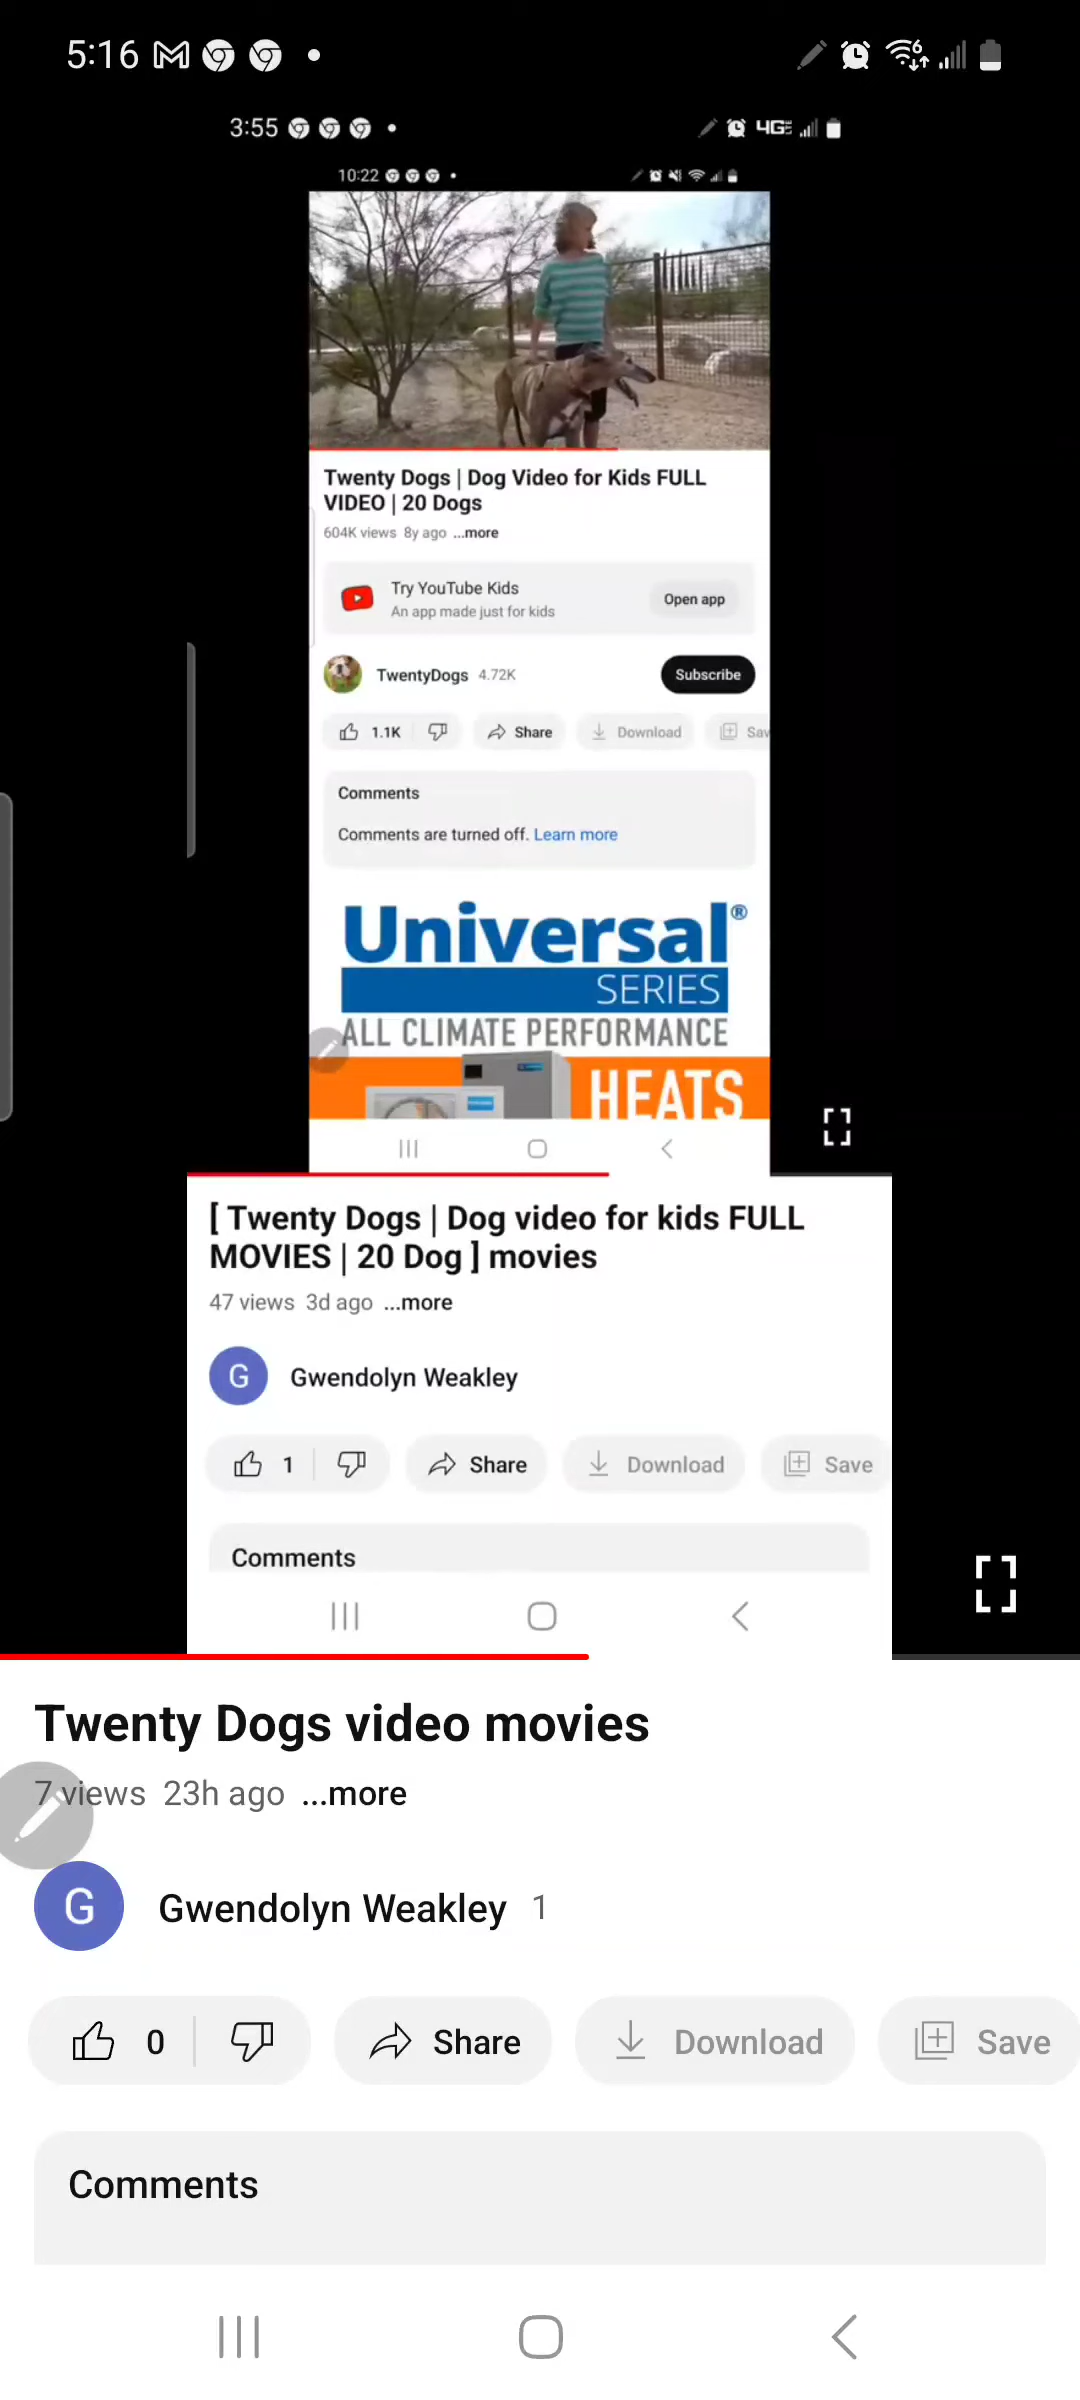 5:16
3:55
4GE
10:22
Twenty Dogs | Dog Video for Kids FULL
VIDEO | 20 Dogs
604K views 8y ago ...more
Try YouTube Kids
An app made just for kids
Open app
TwentyDogs 4.72K
Subscribe
1.1K
Share
Download
Sav
Comments
Comments are turned off. Learn more
Universal®
SERIES
ALL CLIMATE PERFORMANCE
HEATS
[ Twenty Dogs | Dog video for kids FULL
MOVIES | 20 Dog ] movies
47 views 3d ago ...more
G
Gwendolyn Weakley
1
Share
Download
Save
Comments
Twenty Dogs video movies
7 views 23h ago ...more
G
Gwendolyn Weakley 1
0
Share
Download
Save
Comments